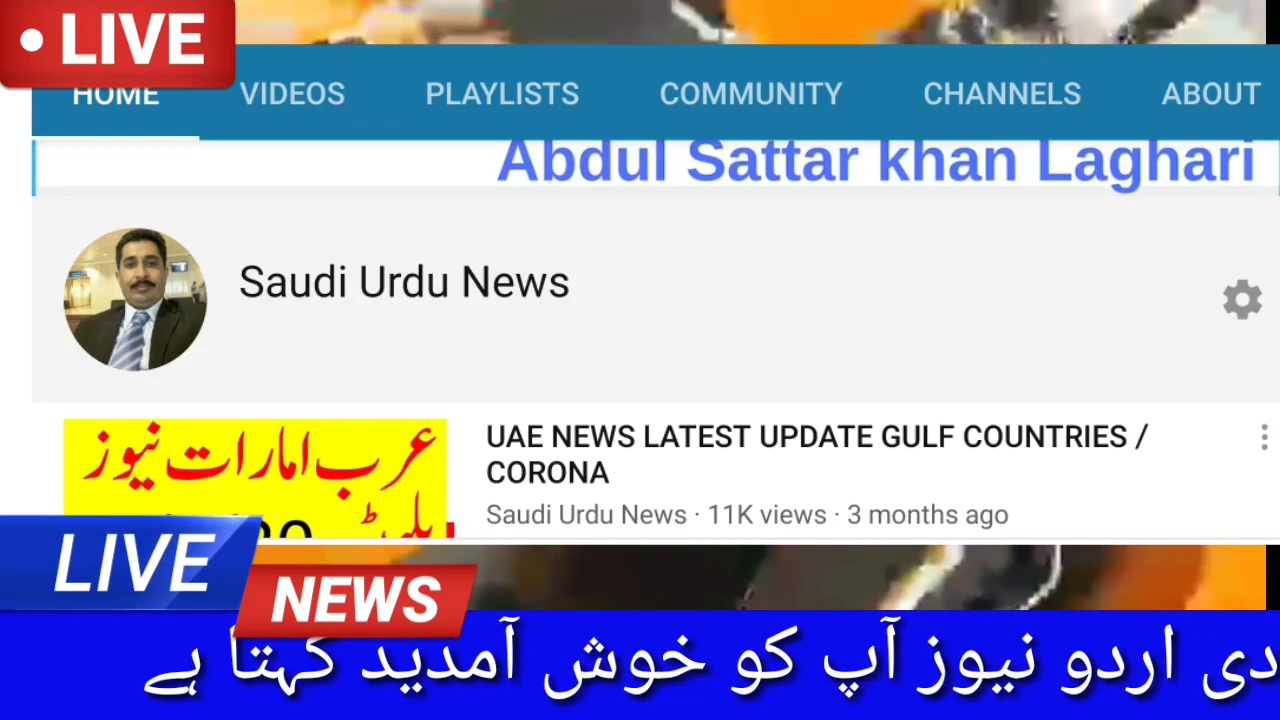 LIVE
HOME VIDEOS PLAYLISTS COMMUNITY CHANNELS ABOUT
Abdul Sattar khan Laghari
Saudi Urdu News
عرب امارات نیوز
UAE NEWS LATEST UPDATE GULF COUNTRIES /
CORONA
Saudi Urdu News · 11K views · 3 months ago
LIVE
NEWS
دی اردو نیوز آپ کو خوش آمدید کہتا ہے